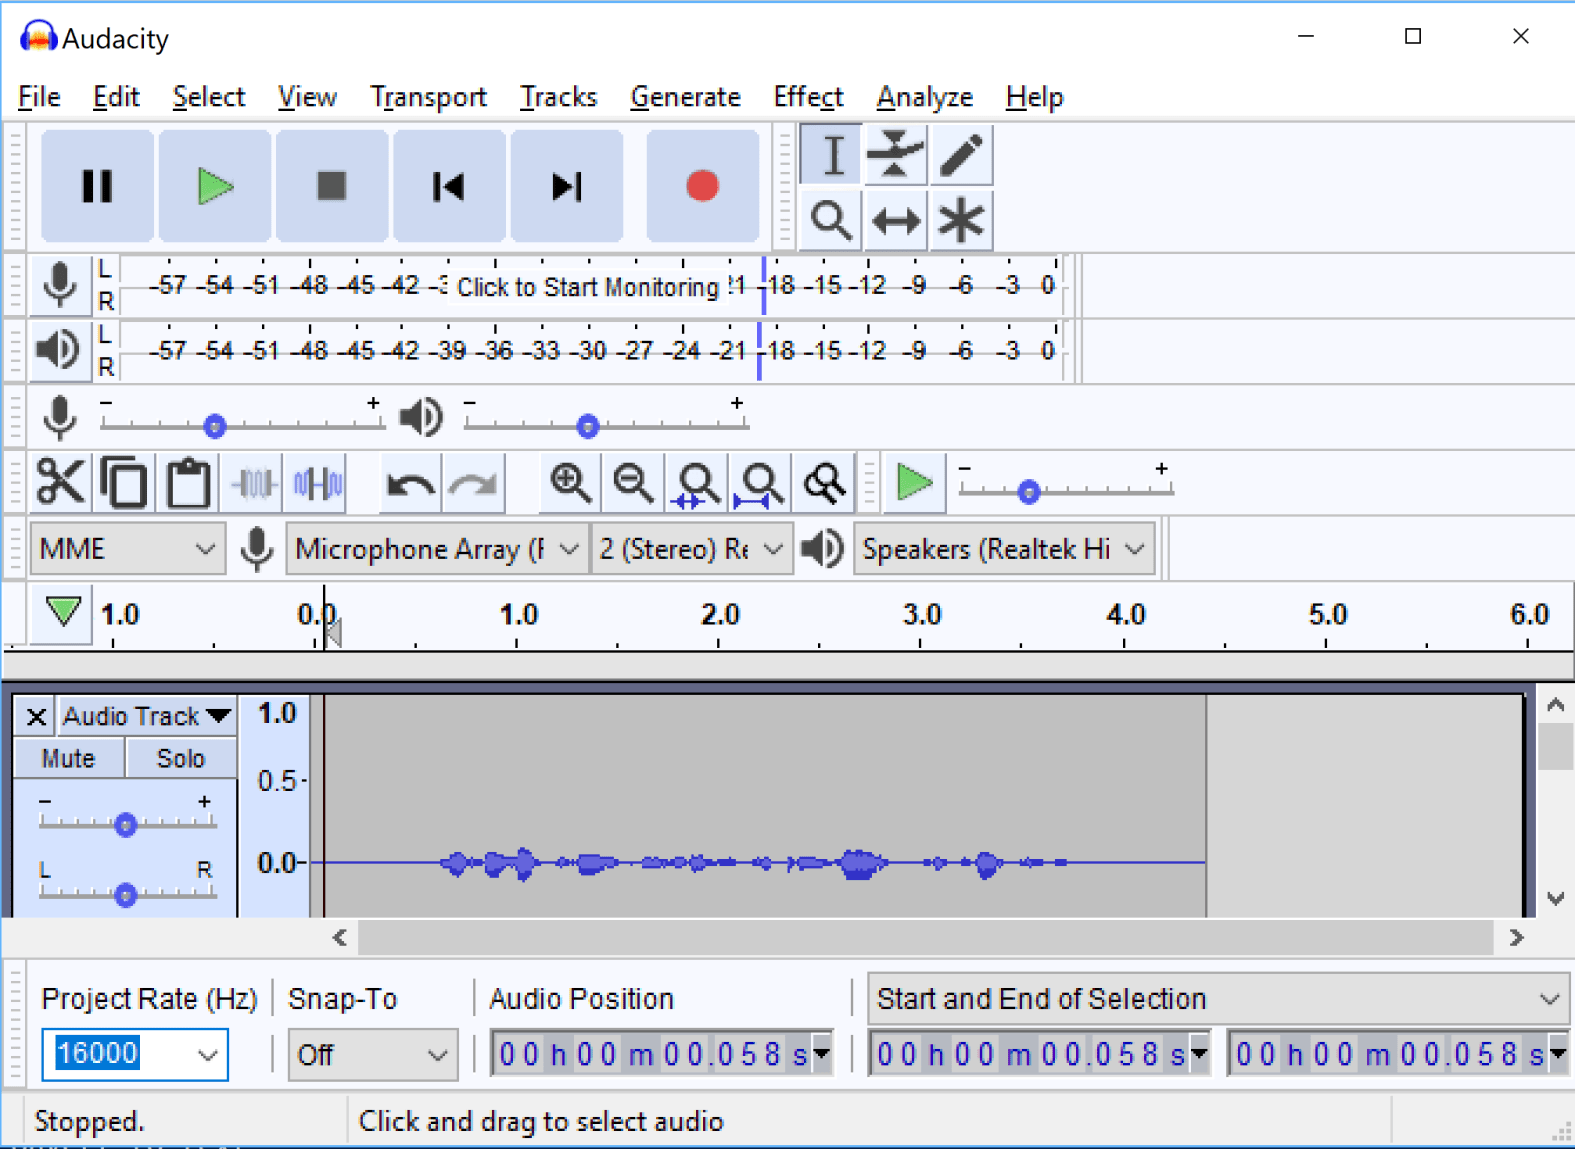 Audacity
File Edit Select View Transport Tracks Generate Effect Analyze Help
L
R
-57 -54 -51 -48 -45 -42 Click to Start Monitoring -18 -15 -12 -9 -6 -3 0
L
R
-57 -54 -51 -48 -45 -42 -39 -36 -33 -30 -27 -24 -21 -18 -15 -12 -9 -6 -3 0
- + - +
- +
MME Microphone Array ( 2 (Stereo) Re Speakers (Realtek Hi
1.0 0.0 1.0 2.0 3.0 4.0 5.0 6.0
Audio Track 1.0
Mute Solo
0.5
- +
L R
0.0
Project Rate (Hz) Snap-To Audio Position Start and End of Selection
16000 Off 00 h 00 m 00.058 s 00 h 00 m 00.058 s 00 h 00 m 00.058 s
Stopped. Click and drag to select audio